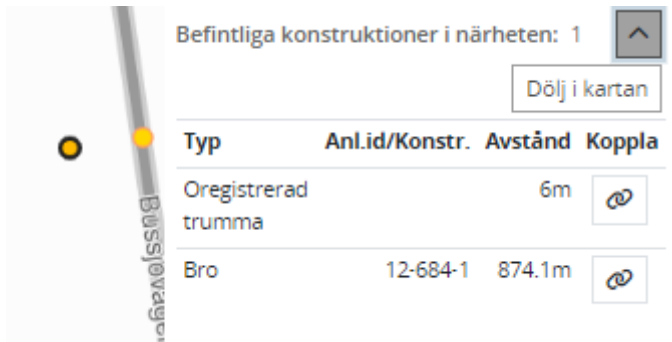 Befintliga konstruktioner i närheten: 1
Dölj i kartan
Typ Anl.id/Konstr. Avstånd Koppla
Oregistrerad trumma 6m
Bro 12-684-1 874.1m
Bussjövägen